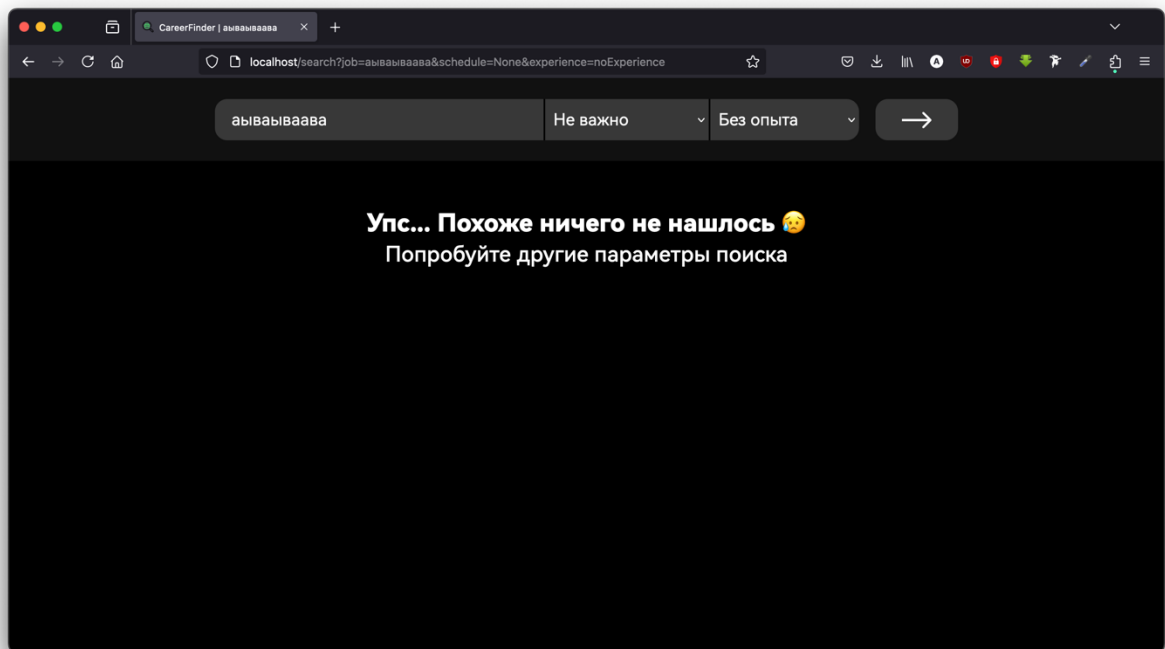 CareerFinder | аываываава
localhost/search?job=аываываава&schedule=None&experience=noExperience
аываываава
Не важно
Без опыта
Упс... Похоже ничего не нашлось 😥
Попробуйте другие параметры поиска